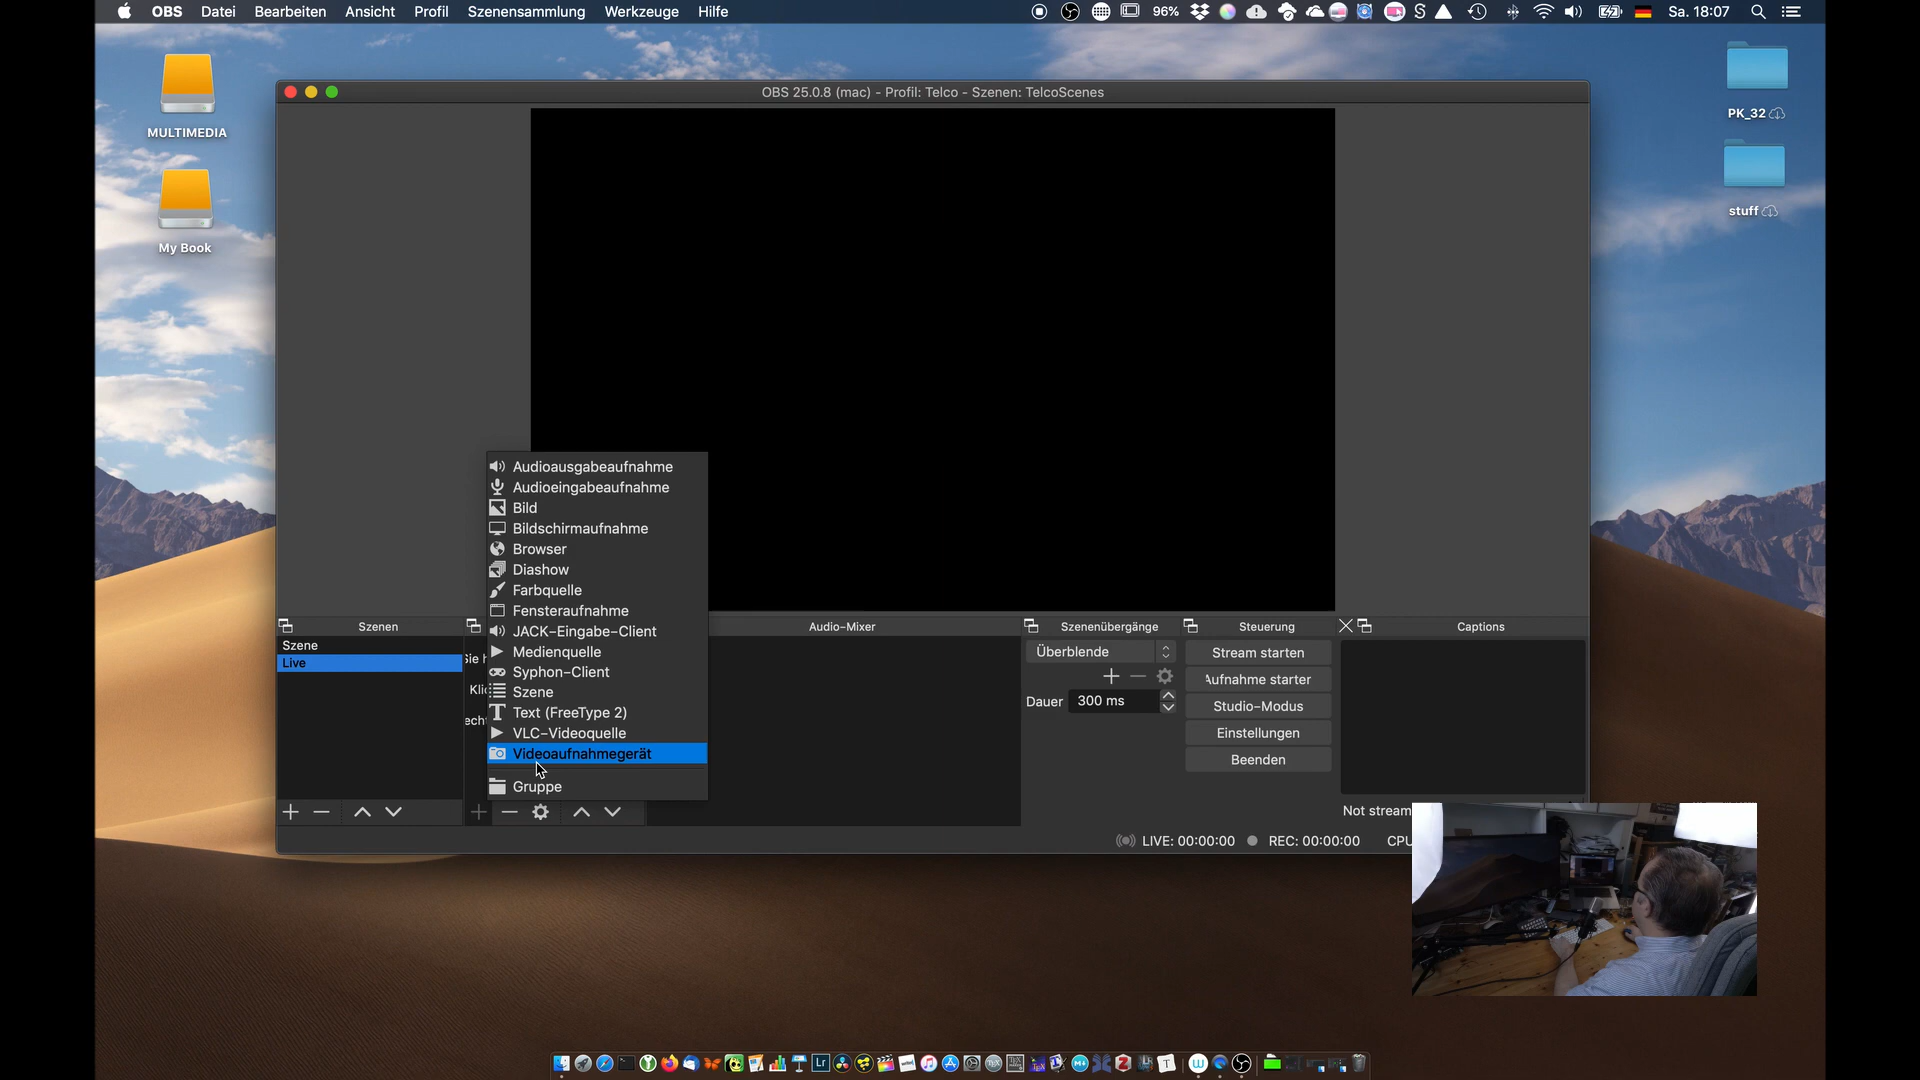 OBS Datei Bearbeiten Ansicht Profil Szenensammlung Werkzeuge Hilfe 96% Sa. 18:07
MULTIMEDIA
My Book
PK_32
stuff
OBS 25.0.8 (mac) - Profil: Telco - Szenen: TelcoScenes
Audioausgabeaufnahme
Audioeingabeaufnahme
Bild
Bildschirmaufnahme
Browser
Diashow
Farbquelle
Fensteraufnahme
JACK-Eingabe-Client
Medienquelle
Syphon-Client
Szene
Text (FreeType 2)
VLC-Videoquelle
Videoaufnahmegerät
Gruppe
Szenen
Szene
Live
Audio-Mixer
Szenenübergänge
Überblende
Dauer 300 ms
Steuerung
Stream starten
Aufnahme starter
Studio-Modus
Einstellungen
Beenden
Captions
Not stream
LIVE: 00:00:00 REC: 00:00:00 CPU